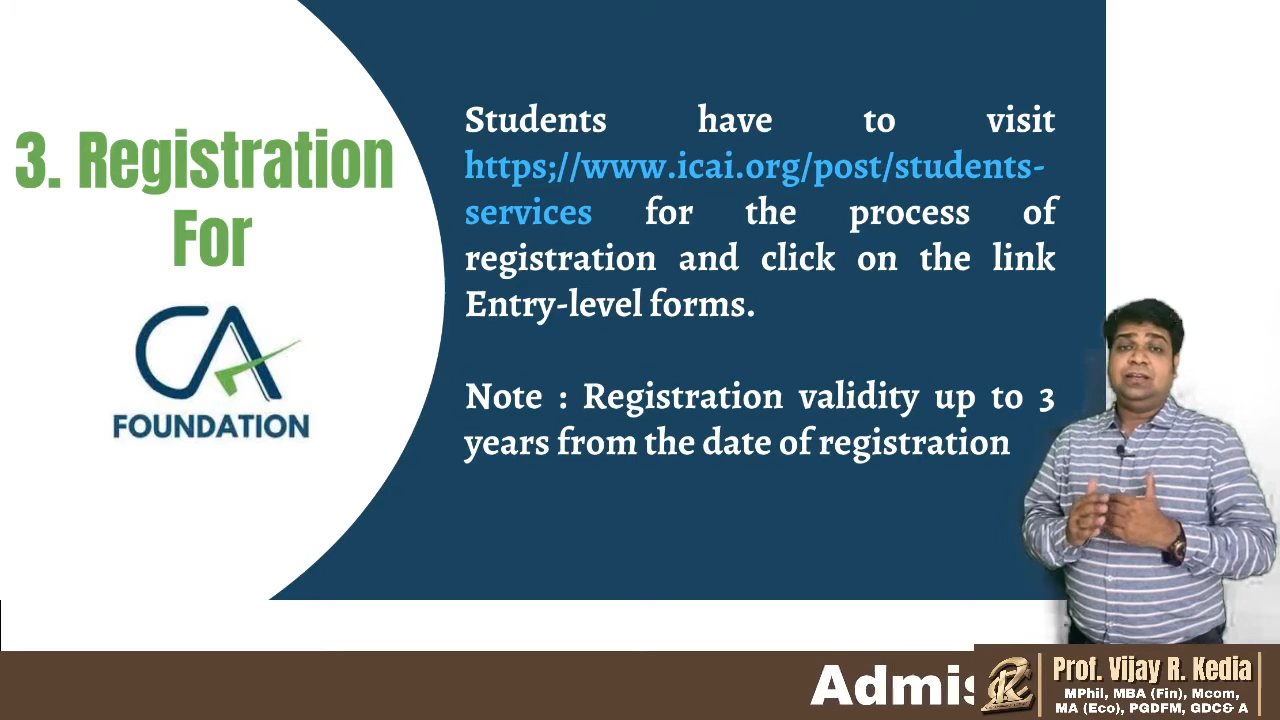 3. Registration
For
CA
FOUNDATION
Students have to visit
https;//www.icai.org/post/students-
services for the process of
registration and click on the link
Entry-level forms.
Note : Registration validity up to 3
years from the date of registration
Admis
Prof. Vijay R. Kedia
MPhil, MBA (Fin), Mcom,
MA (Eco), PGDFM, GDC& A